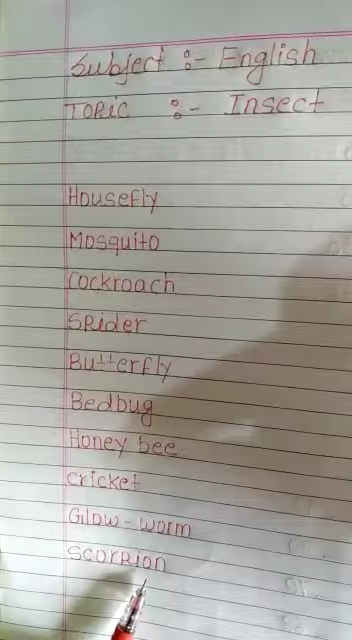 Subject :- English
Topic :- Insect
Housefly
Mosquito
Cockroach
Spider
Butterfly
Bedbug
Honey bee
cricket
Glow-worm
Scorpion